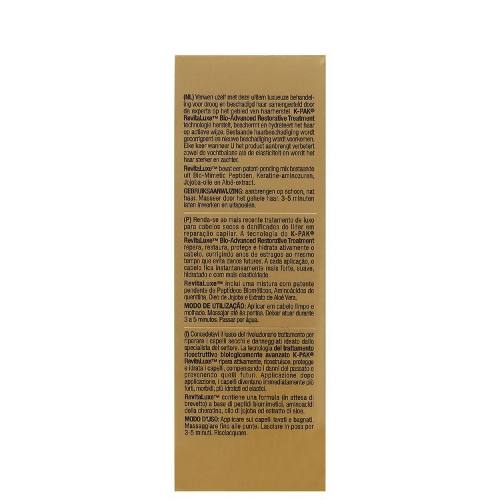 (NL) Verwen uzelf met deze ultiem luxueuze behandel-
ling voor droog en beschadigd haar samengesteld door
de experts op het gebied van haarherstel. K-PAK®
RevitaLuxe™ Bio-Advanced Restorative Treatment
technologie herstelt, beschermt en hydrateert het haar
op actieve wijze. Bestaande haarbeschadiging wordt
gecorrigeerd en nieuwe beschadiging wordt voorkomen.
Elke keer wanneer U het product aanbrengt verbetert
zowel de vochtbalans als de elasticiteit en wordt het
haar sterker en zachter.
RevitaLuxe™ bevat een patent-pending mix bestaande
uit Bio-Mimetic Peptiden, Keratine-aminozuren,
Jojoba-olie en Aloë-extract.
GEBRUIKSAANWIJZING: aanbrengen op schoon, nat
haar. Masseer door het gehele haar. 3-5 minuten
laten inwerken en uitspoelen.
(P) Renda-se ao mais recente tratamento de luxo
para cabelos secos e danificados do líder em
reparação capilar. A tecnologia do K-PAK®
RevitaLuxe™ Bio-Advanced Restorative Treatment
repara, restaura, protege e hidrata ativamente o
cabelo, corrigindo anos de estragos ao mesmo
tempo que evita danos futuros. A cada aplicação, o
cabelo fica instantaneamente mais forte, suave,
hidratado e com mais elasticidade.
RevitaLuxe™ inclui uma mistura com patente
pendente de Peptídeos Biométicos, Aminoácidos de
queratina, Óleo de Jojoba e Extrato de Aloe Vera.
MODO DE UTILIZAÇÃO: Aplicar em cabelo limpo e
molhado. Massajar até às pontas. Deixar atuar durante
3 a 5 minutos. Passar por água.
(I) Concedetevi il lusso del rivoluzionario trattamento per
riparare i capelli secchi e danneggiati ideato dallo
specialista del settore. La tecnologia del trattamento
ricostruttivo biologicamente avanzato K-PAK®
RevitaLuxe™ ripara attivamente, ricostruisce, protegge
e idrata i capelli, compensando i danni del passato e
prevenendo quelli futuri. Applicazione dopo
applicazione, i capelli diventano immediatamente più
forti, morbidi, più idratati ed elastici.
RevitaLuxe™ contiene una formula (in attesa di
brevetto) a base di peptidi biomimetici, aminoacidi
della cheratina, olio di jojoba ed estratto di aloe.
MODO D'USO: Applicare sui capelli lavati e bagnati.
Massaggiare fino alle punte. Lasciare in posa per
3-5 minuti. Risciacquare.